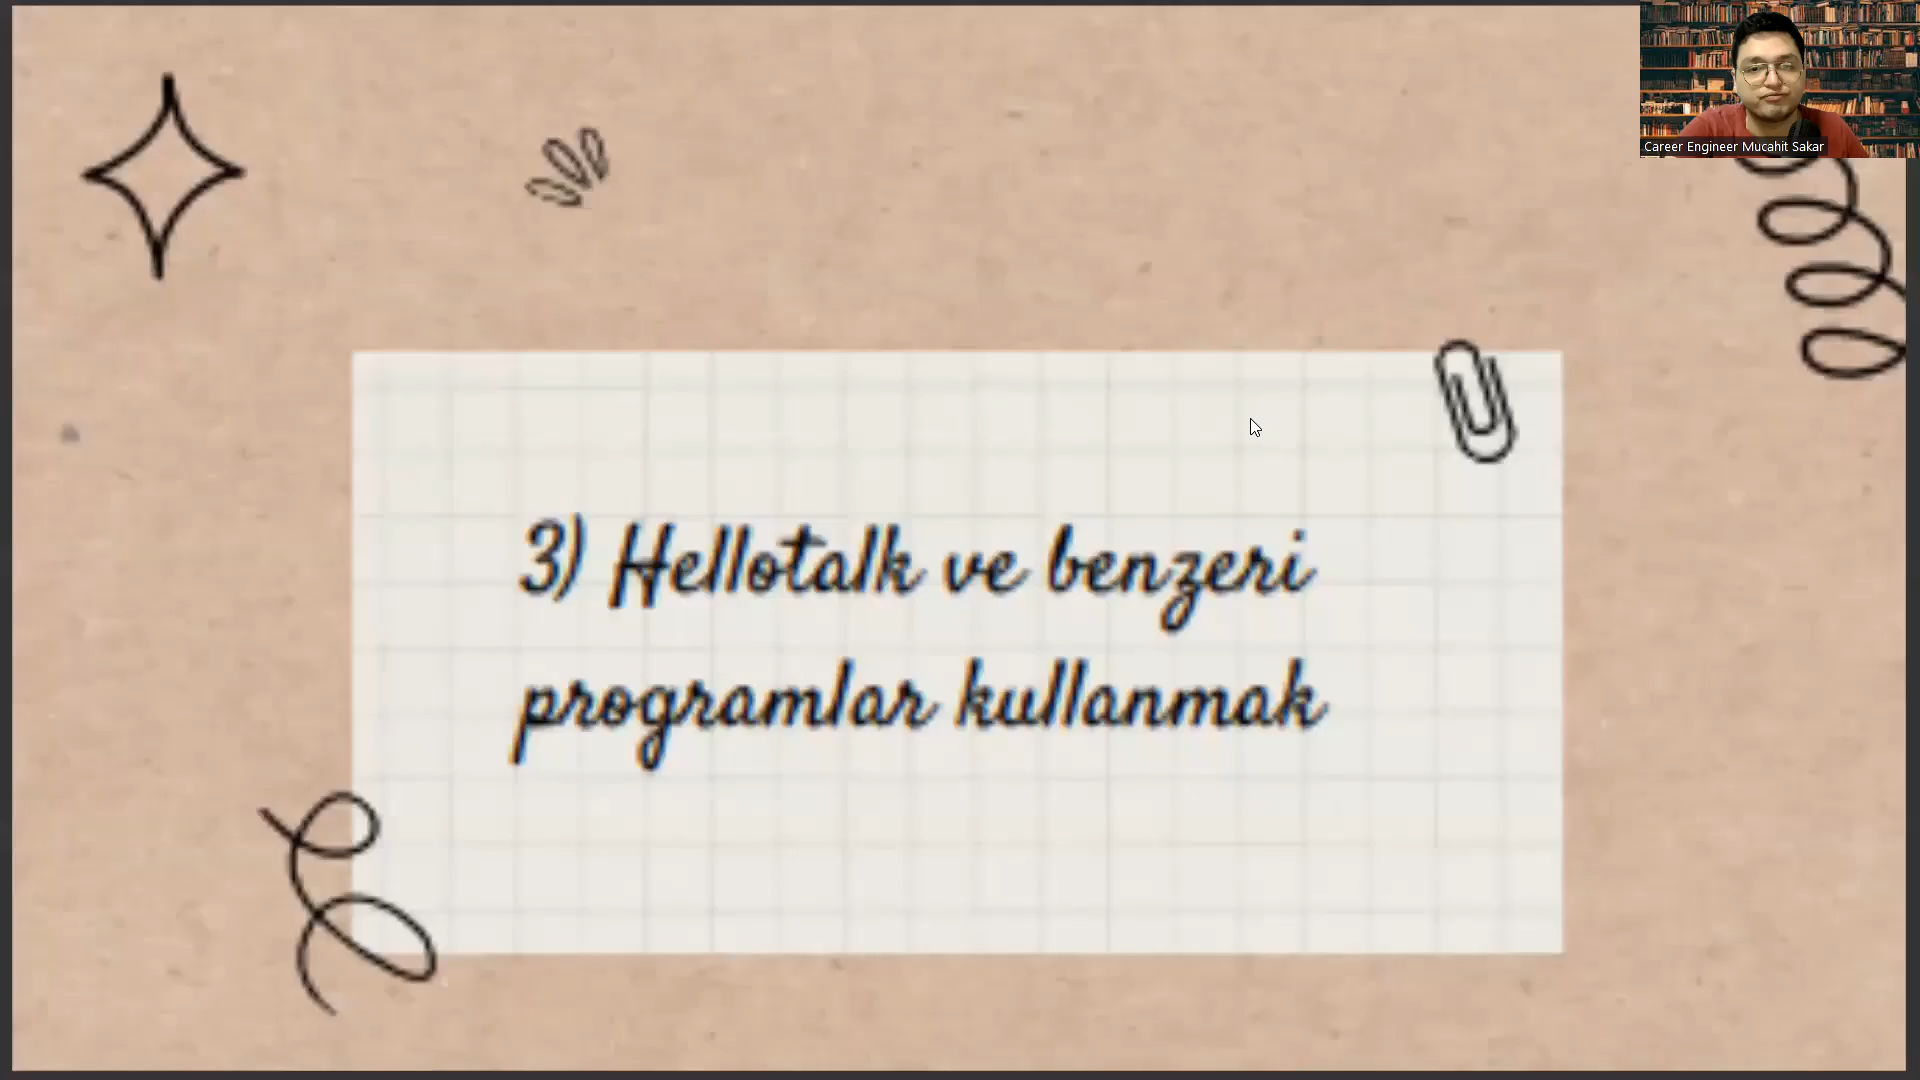 Career Engineer Mucahit Sakar
3) Hellotalk ve benzeri
programlar kullanmak